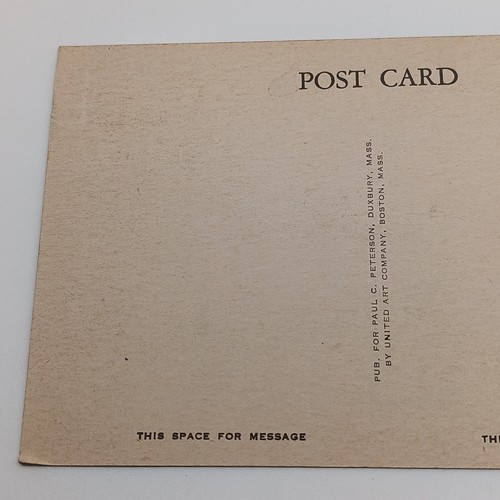 POST CARD
PUB. FOR PAUL C. PETERSON, DUXBURY, MASS.
BY UNITED ART COMPANY, BOSTON, MASS.
THIS SPACE FOR MESSAGE